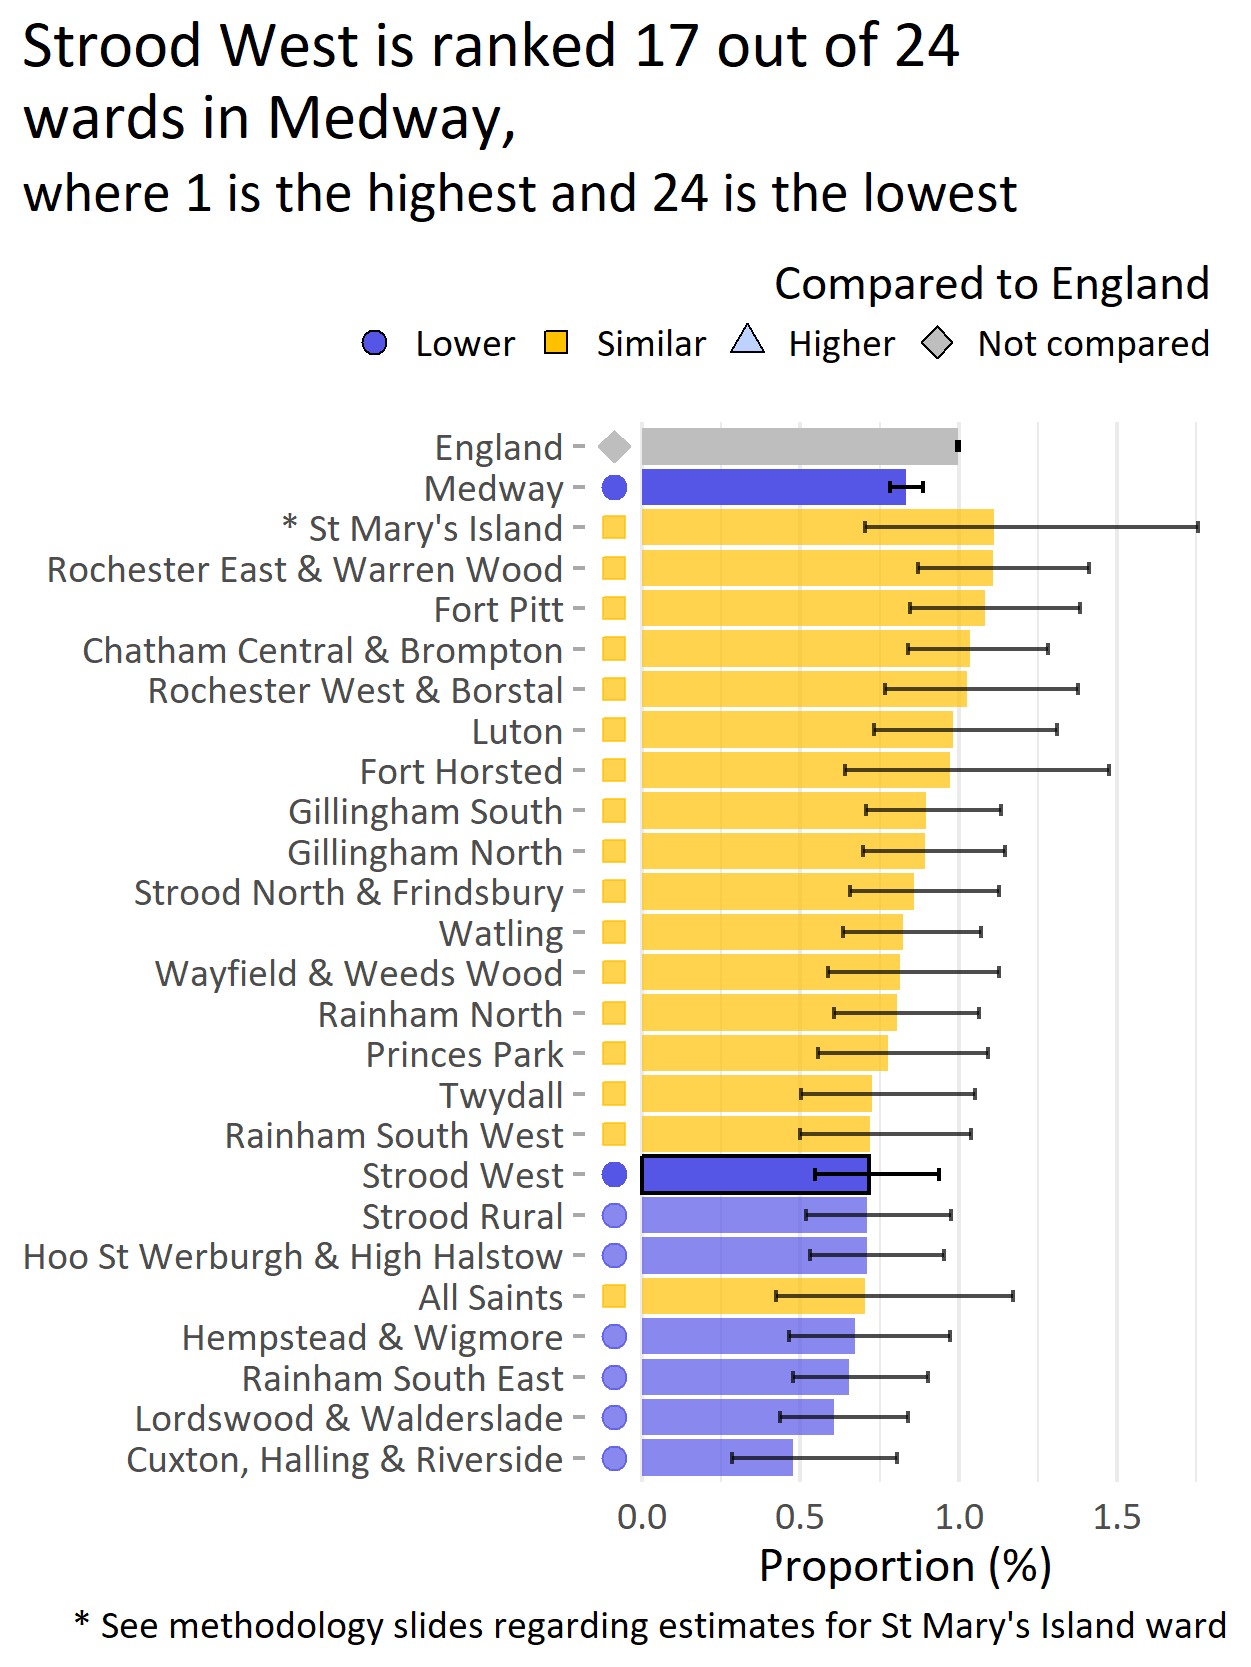 Strood West is ranked 17 out of 24
wards in Medway,
where 1 is the highest and 24 is the lowest
Compared to England
Lower Similar Higher Not compared
England
Medway
* St Mary's Island
Rochester East & Warren Wood
Fort Pitt
Chatham Central & Brompton
Rochester West & Borstal
Luton
Fort Horsted
Gillingham South
Gillingham North
Strood North & Frindsbury
Watling
Wayfield & Weeds Wood
Rainham North
Princes Park
Twydall
Rainham South West
Strood West
Strood Rural
Hoo St Werburgh & High Halstow
All Saints
Hempstead & Wigmore
Rainham South East
Lordswood & Walderslade
Cuxton, Halling & Riverside
0.0 0.5 1.0 1.5
Proportion (%)
* See methodology slides regarding estimates for St Mary's Island ward